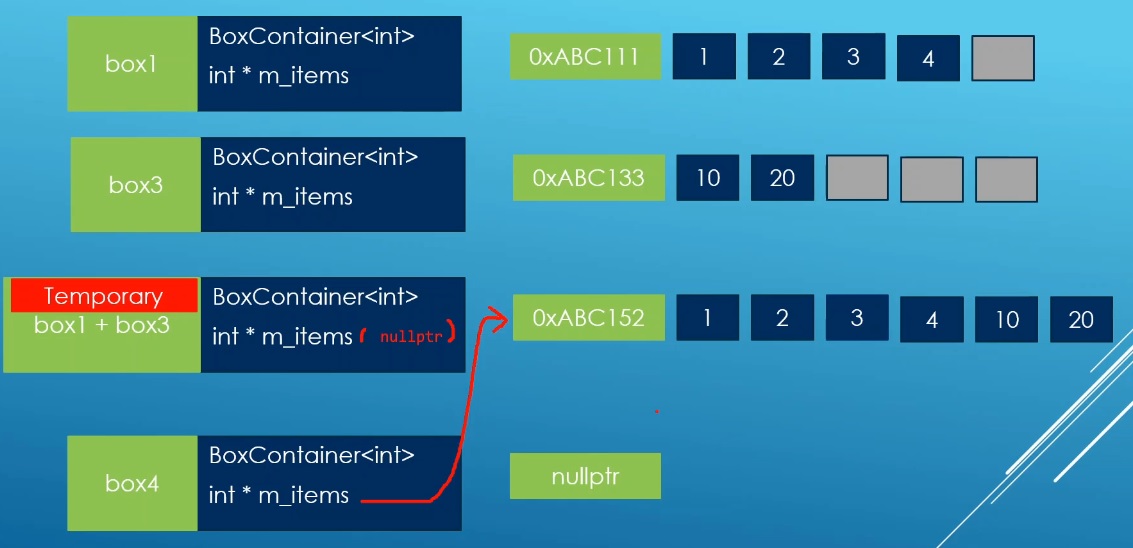 box1
BoxContainer<int>
int * m_items
0xABC111 1 2 3 4
box3
BoxContainer<int>
int * m_items
0xABC133 10 20
Temporary
box1 + box3
BoxContainer<int>
int * m_items ( nullptr )
0xABC152 1 2 3 4 10 20
box4
BoxContainer<int>
int * m_items
nullptr